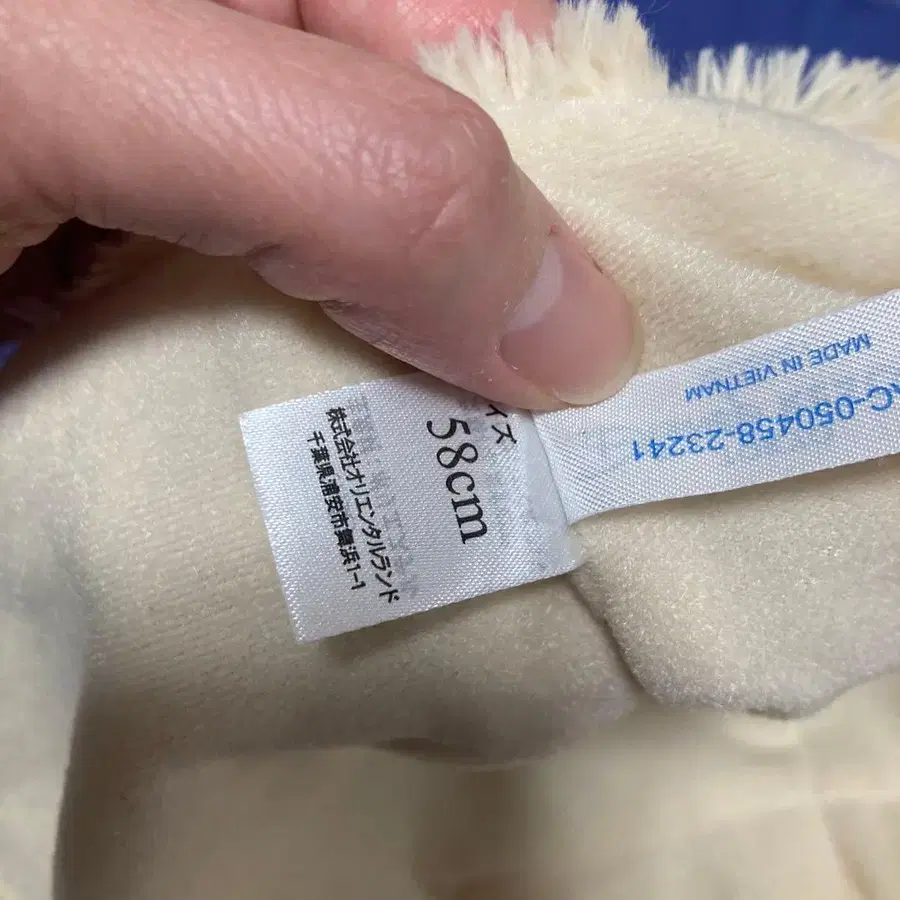 イズ
58cm
株式会社オリエンタルランド
千葉県浦安市舞浜1-1
MADE IN VIETNAM
AC-050458-23241